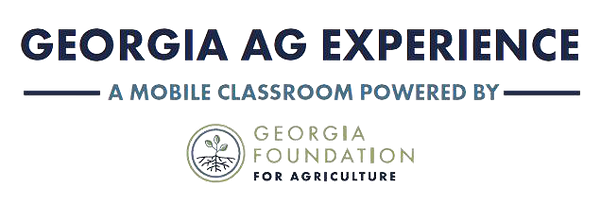 GEORGIA AG EXPERIENCE
A MOBILE CLASSROOM POWERED BY
GEORGIA
FOUNDATION
FOR AGRICULTURE